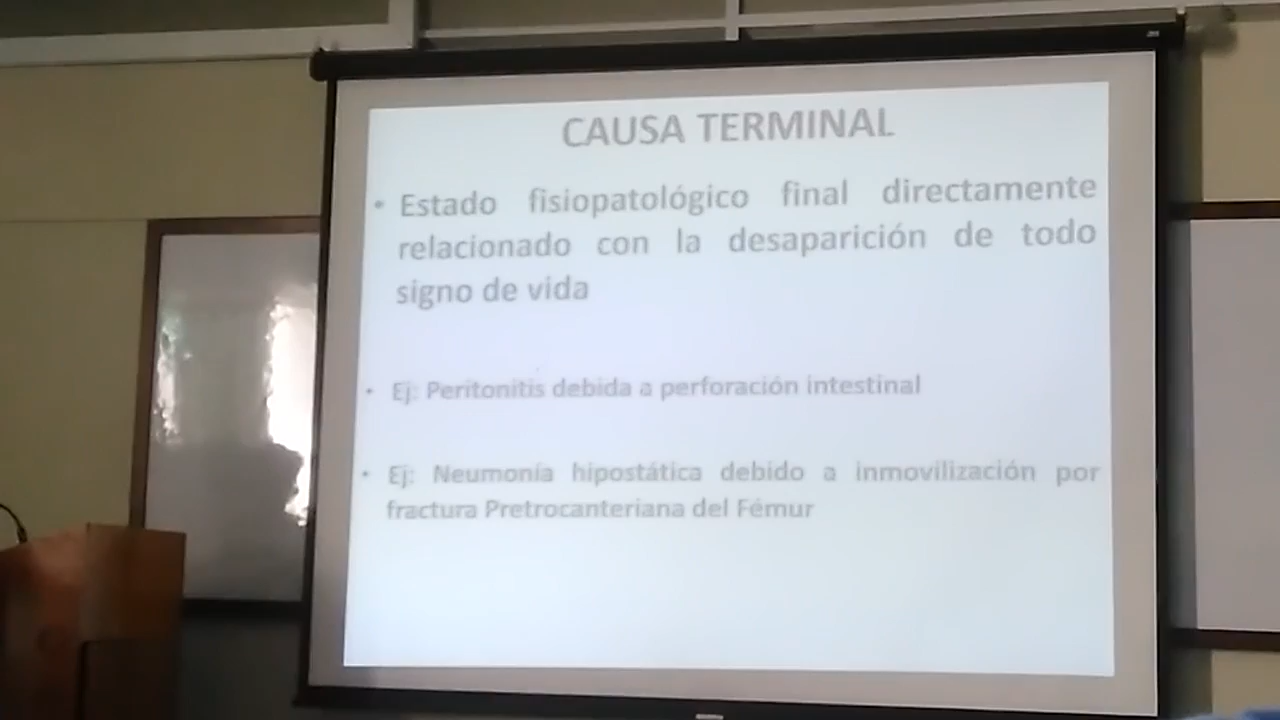 CAUSA TERMINAL
• Estado fisiopatológico final directamente
relacionado con la desaparición de todo
signo de vida
• Ej: Peritonitis debida a perforación intestinal
• Ej: Neumonía hipostática debido a inmovilización por
fractura Pretrocanteriana del Fémur